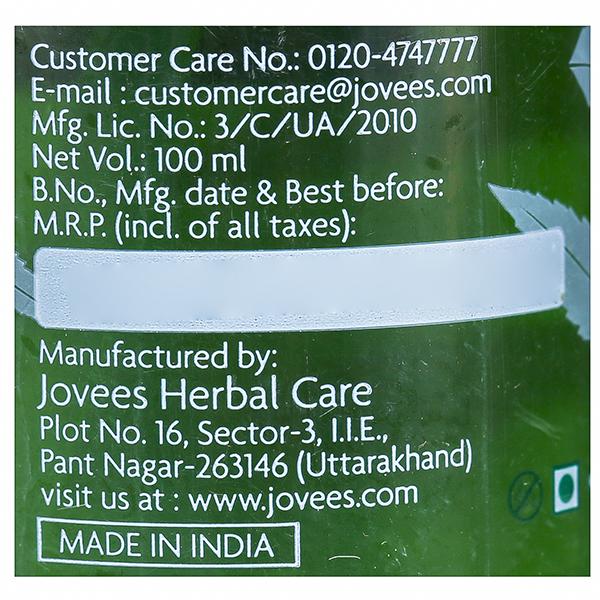 Customer Care No.: 0120-4747777
E-mail : customercare@jovees.com
Mfg. Lic. No.: 3/C/UA/2010
Net Vol.: 100 ml
B.No., Mfg. date & Best before:
M.R.P. (incl. of all taxes):
Manufactured by:
Jovees Herbal Care
Plot No. 16, Sector-3, I.I.E.,
Pant Nagar-263146 (Uttarakhand)
visit us at : www.jovees.com
MADE IN INDIA